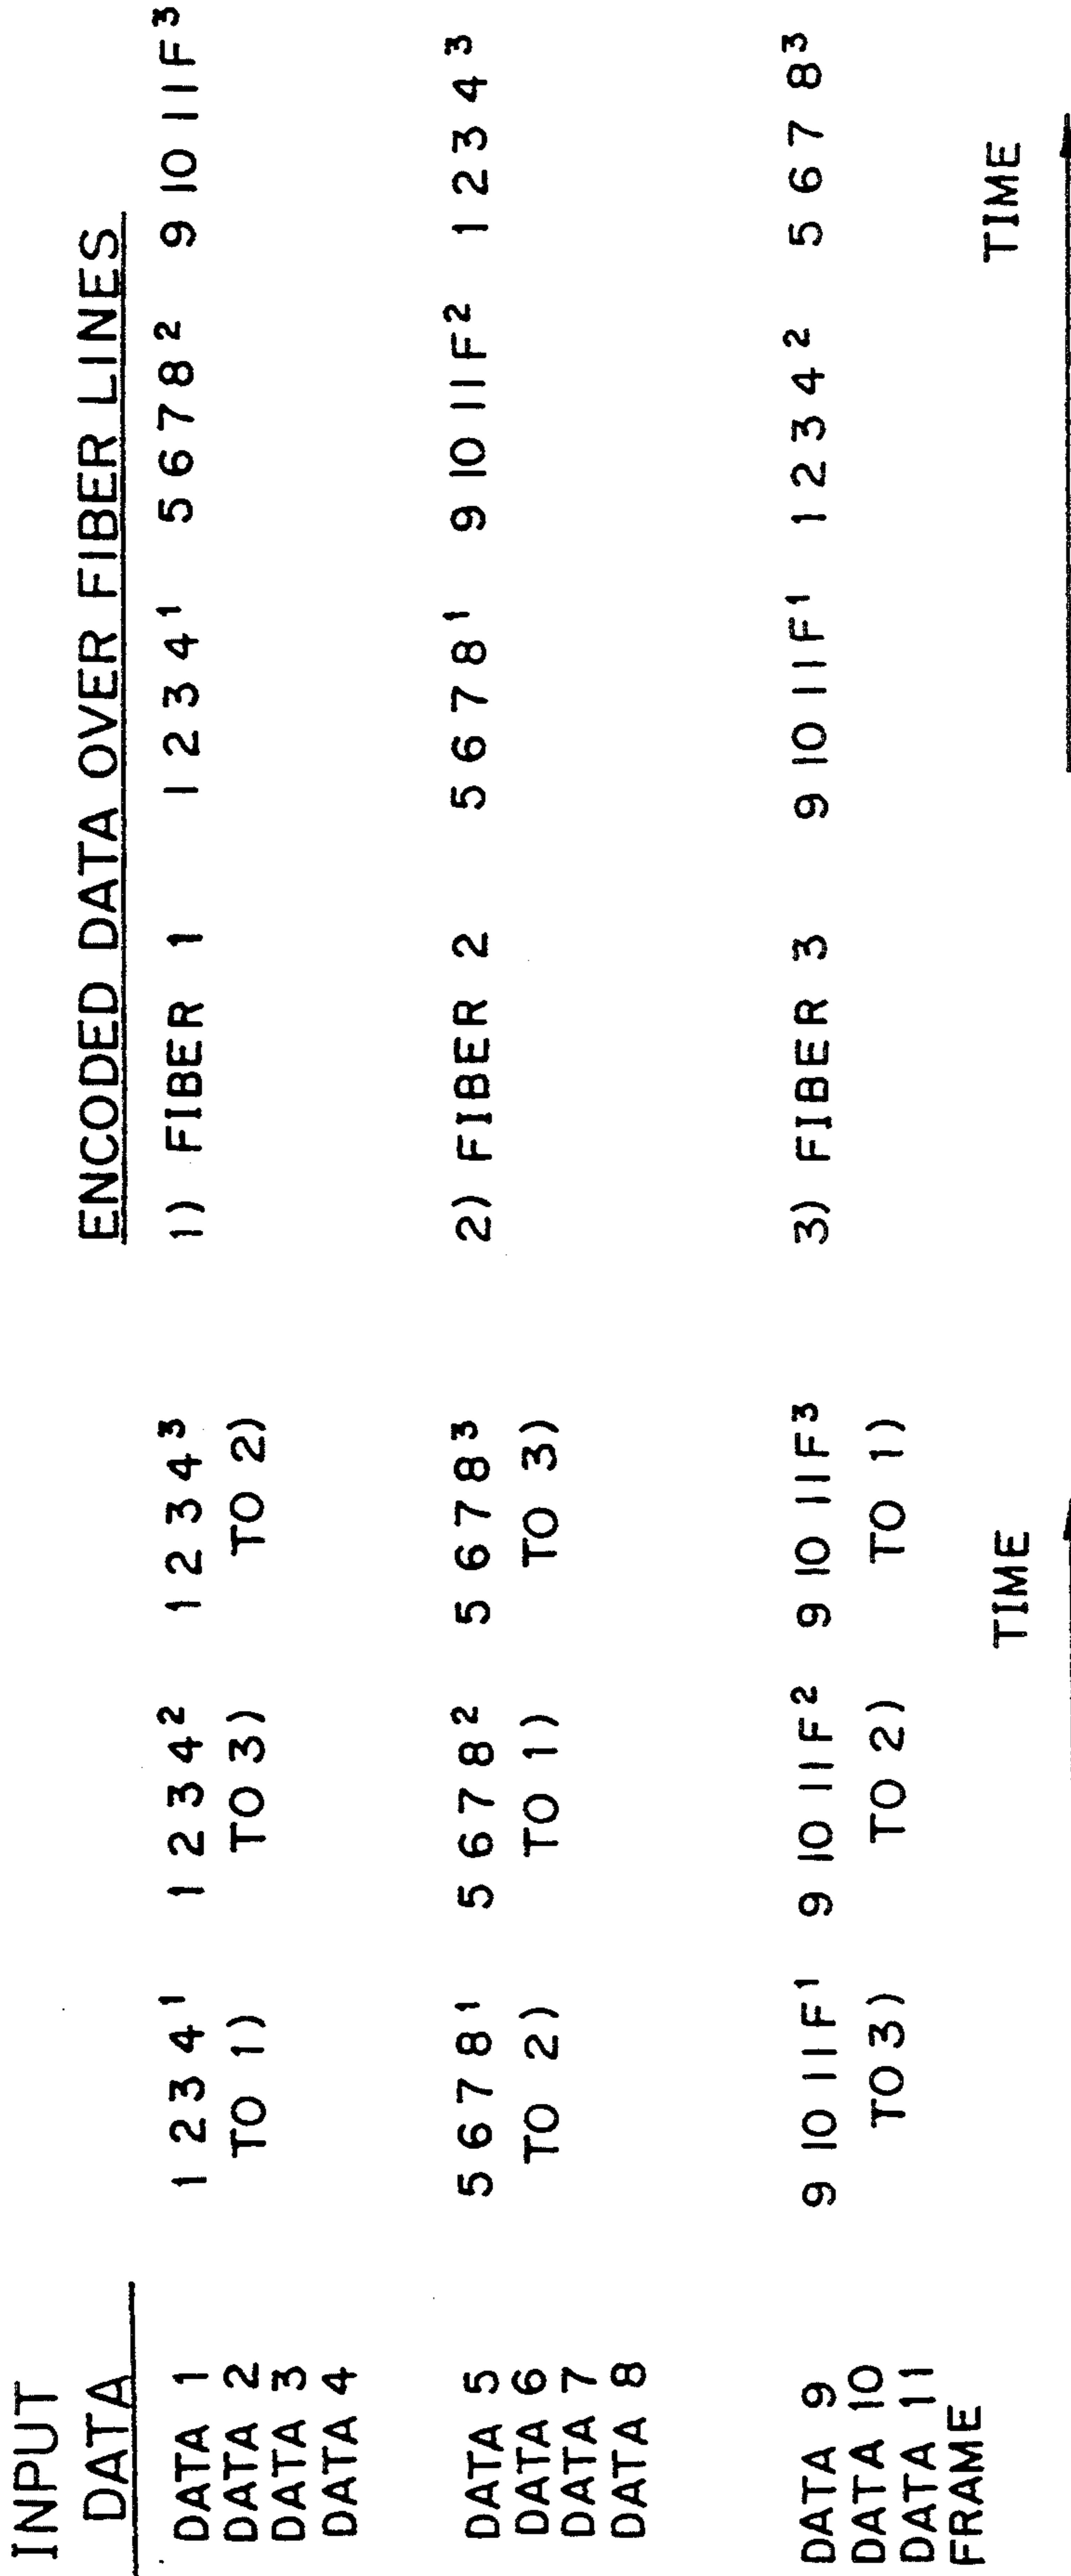 INPUT
DATA
ENCODED DATA OVER FIBER LINES
DATA 1 1 2 3 4¹ 1 2 3 4² 1 2 3 4³ 1) FIBER 1 1 2 3 4¹ 5 6 7 8² 9 10 11 F³
DATA 2 TO 1) TO 3) TO 2)
DATA 3
DATA 4
DATA 5 5 6 7 8¹ 5 6 7 8² 5 6 7 8³ 2) FIBER 2 5 6 7 8¹ 9 10 11 F² 1 2 3 4³
DATA 6 TO 2) TO 1) TO 3)
DATA 7
DATA 8
DATA 9 9 10 11 F¹ 9 10 11 F² 9 10 11 F³ 3) FIBER 3 9 10 11 F¹ 1 2 3 4² 5 6 7 8³
DATA 10 TO 3) TO 2) TO 1)
DATA 11
FRAME
TIME TIME